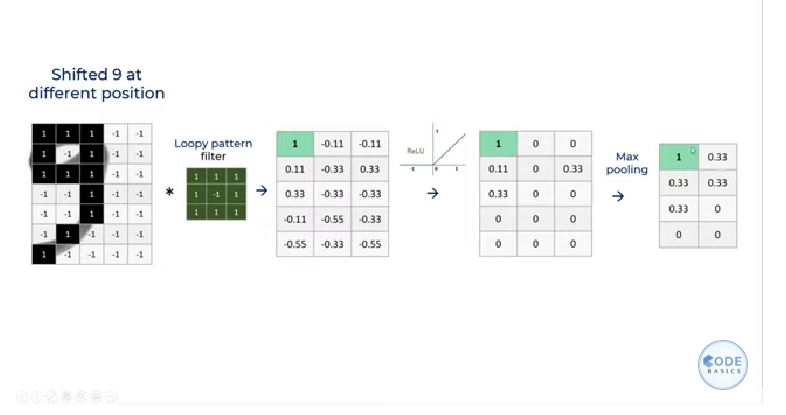 Shifted 9 at
different position
1 1 1 -1 -1
1 -1 1 -1 -1
1 1 1 -1 -1
-1 -1 1 -1 -1
-1 -1 1 -1 -1
-1 1 -1 -1 -1
1 -1 -1 -1 -1
*
Loopy pattern
filter
1 1 1
1 -1 1
1 1 1
→
1 -0.11 -0.11
0.11 -0.33 0.33
0.33 -0.33 -0.33
-0.11 -0.55 -0.33
-0.55 -0.33 -0.55
ReLU
1
-1 0 1
→
1 0 0
0.11 0 0.33
0.33 0 0
0 0 0
0 0 0
Max
pooling
→
1 0.33
0.33 0.33
0.33 0
0 0
CODE
BASICS